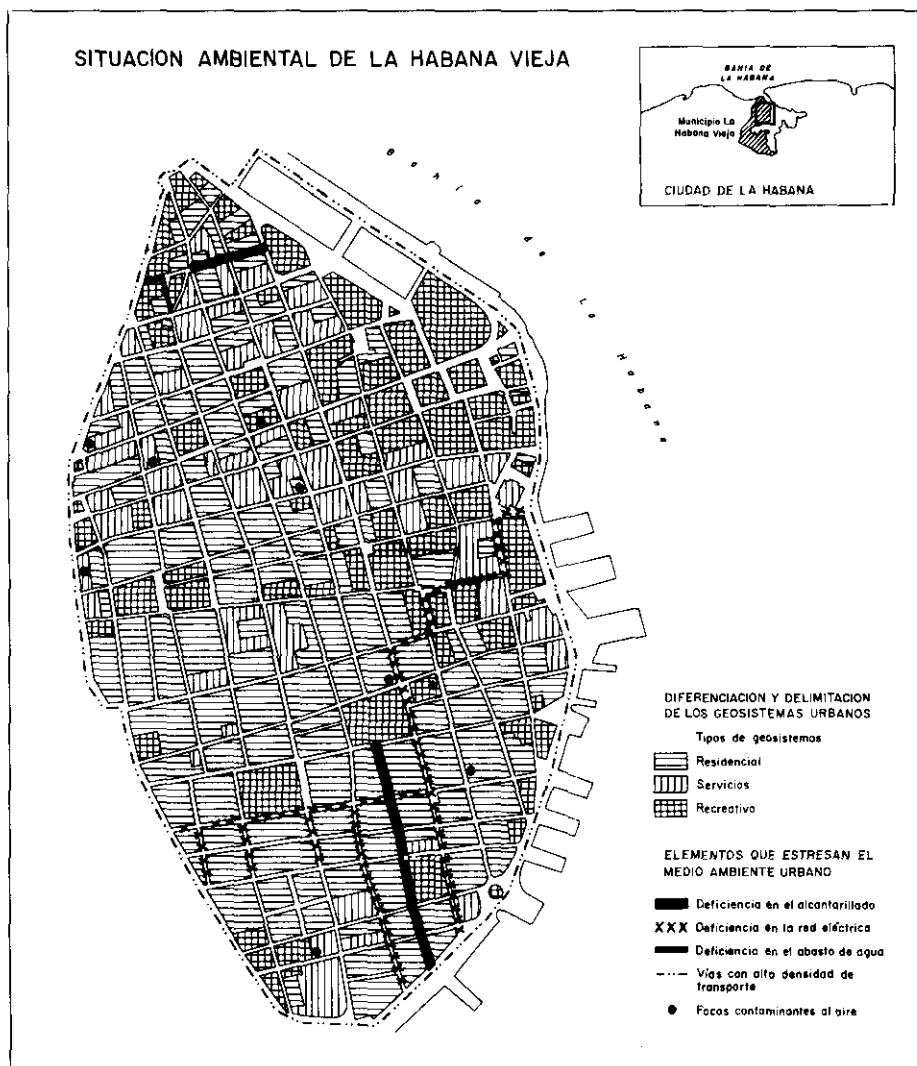 SITUACION AMBIENTAL DE LA HABANA VIEJA
BAHIA DE
LA HABANA
Municipio La
Habana Vieja
CIUDAD DE LA HABANA
Bahía de La Habana
DIFERENCIACION Y DELIMITACION
DE LOS GEOSISTEMAS URBANOS
Tipos de geosistemas
Residencial
Servicios
Recreativo
ELEMENTOS QUE ESTRESAN EL
MEDIO AMBIENTE URBANO
Deficiencia en el alcantarillado
XXX Deficiencia en la red eléctrica
Deficiencia en el abasto de agua
Vías con alta densidad de
transporte
Focos contaminantes al aire